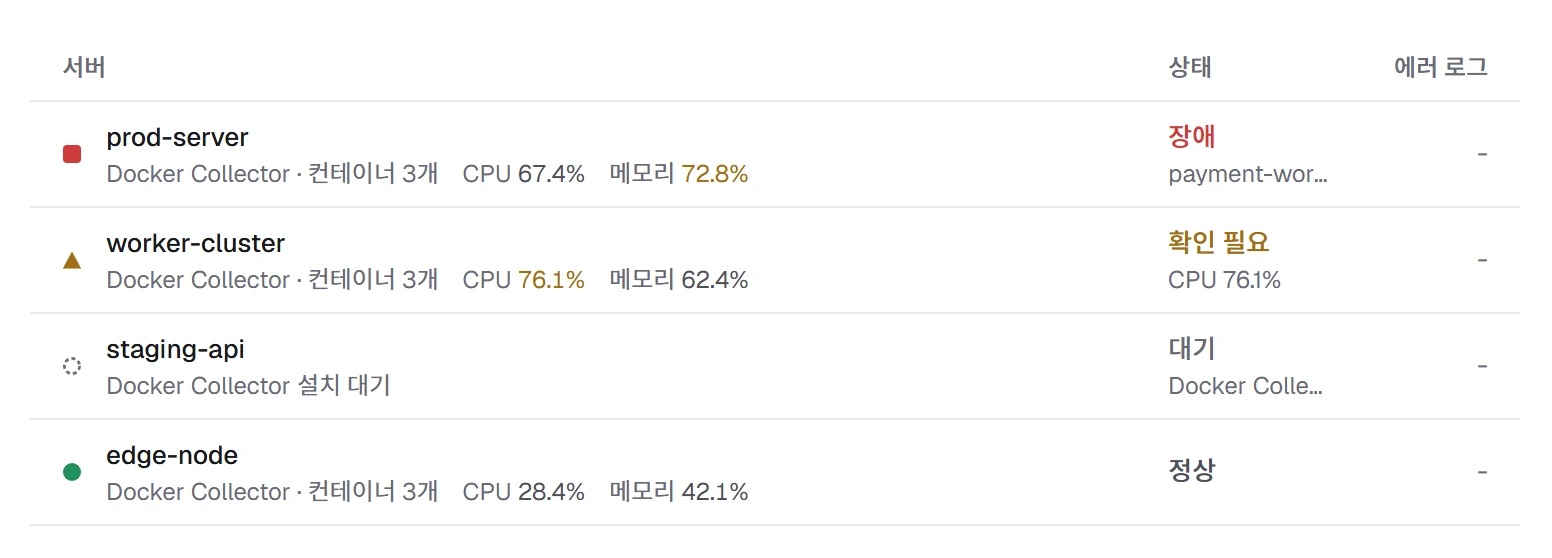 서버 상태 에러 로그
prod-server 장애
Docker Collector · 컨테이너 3개 CPU 67.4% 메모리 72.8% payment-wor... -
worker-cluster 확인 필요
Docker Collector · 컨테이너 3개 CPU 76.1% 메모리 62.4% CPU 76.1% -
staging-api 대기
Docker Collector 설치 대기 Docker Colle... -
edge-node 정상
Docker Collector · 컨테이너 3개 CPU 28.4% 메모리 42.1% -